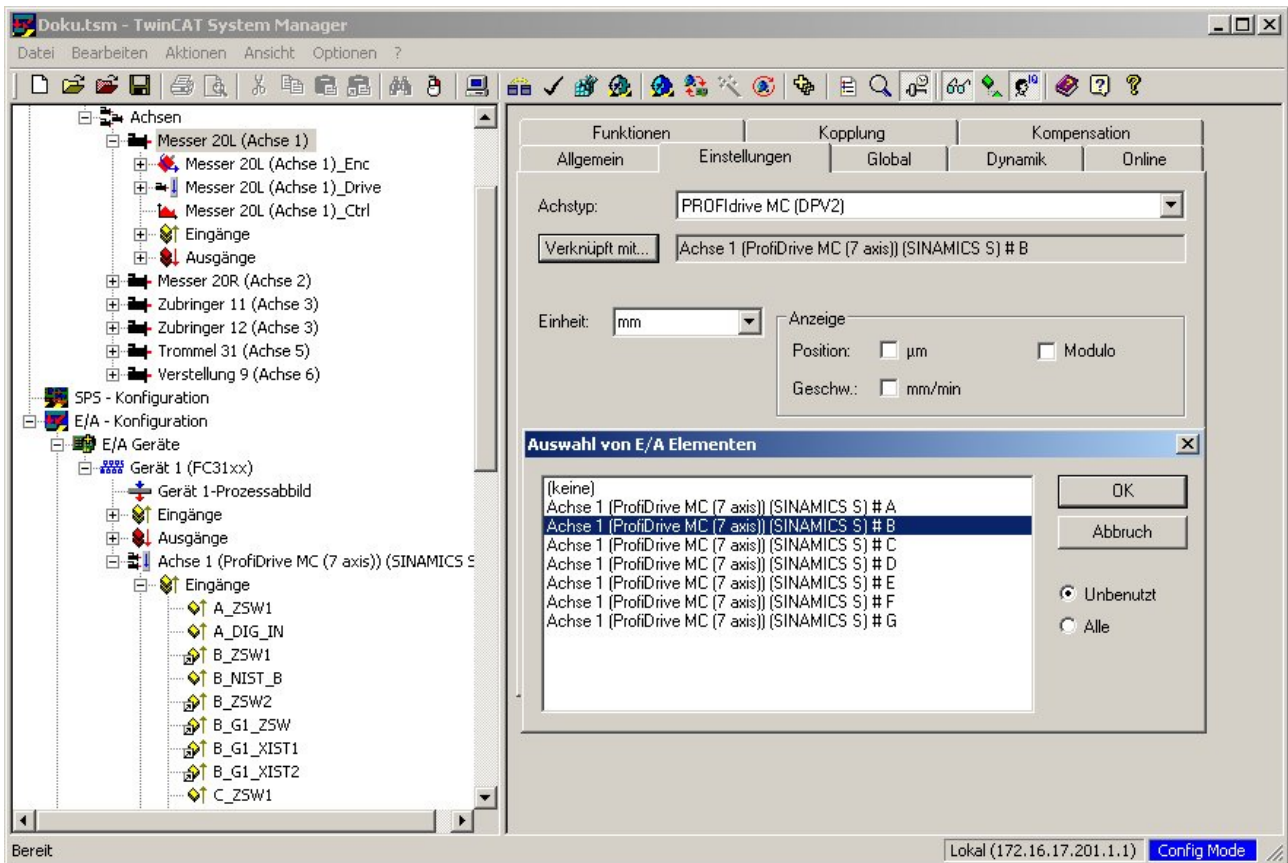 Doku.tsm - TwinCAT System Manager
Datei Bearbeiten Aktionen Ansicht Optionen ?
Achsen
Messer 20L (Achse 1)
Messer 20L (Achse 1)_Enc
Messer 20L (Achse 1)_Drive
Messer 20L (Achse 1)_Ctrl
Eingänge
Ausgänge
Messer 20R (Achse 2)
Zubringer 11 (Achse 3)
Zubringer 12 (Achse 3)
Trommel 31 (Achse 5)
Verstellung 9 (Achse 6)
SPS - Konfiguration
E/A - Konfiguration
E/A Geräte
Gerät 1 (FC31xx)
Gerät 1-Prozessabbild
Eingänge
Ausgänge
Achse 1 (ProfiDrive MC (7 axis)) (SINAMICS S
Eingänge
A_ZSW1
A_DIG_IN
B_ZSW1
B_NIST_B
B_ZSW2
B_G1_ZSW
B_G1_XIST1
B_G1_XIST2
C_ZSW1
Funktionen Kopplung Kompensation
Allgemein Einstellungen Global Dynamik Online
Achstyp: PROFIdrive MC (DPV2)
Verknüpft mit... Achse 1 (ProfiDrive MC (7 axis)) (SINAMICS S) # B
Einheit: mm
Anzeige
Position: µm Modulo
Geschw.: mm/min
Auswahl von E/A Elementen
(keine)
Achse 1 (ProfiDrive MC (7 axis)) (SINAMICS S) # A
Achse 1 (ProfiDrive MC (7 axis)) (SINAMICS S) # B
Achse 1 (ProfiDrive MC (7 axis)) (SINAMICS S) # C
Achse 1 (ProfiDrive MC (7 axis)) (SINAMICS S) # D
Achse 1 (ProfiDrive MC (7 axis)) (SINAMICS S) # E
Achse 1 (ProfiDrive MC (7 axis)) (SINAMICS S) # F
Achse 1 (ProfiDrive MC (7 axis)) (SINAMICS S) # G
OK
Abbruch
Unbenutzt
Alle
Bereit
Lokal (172.16.17.201.1.1) Config Mode